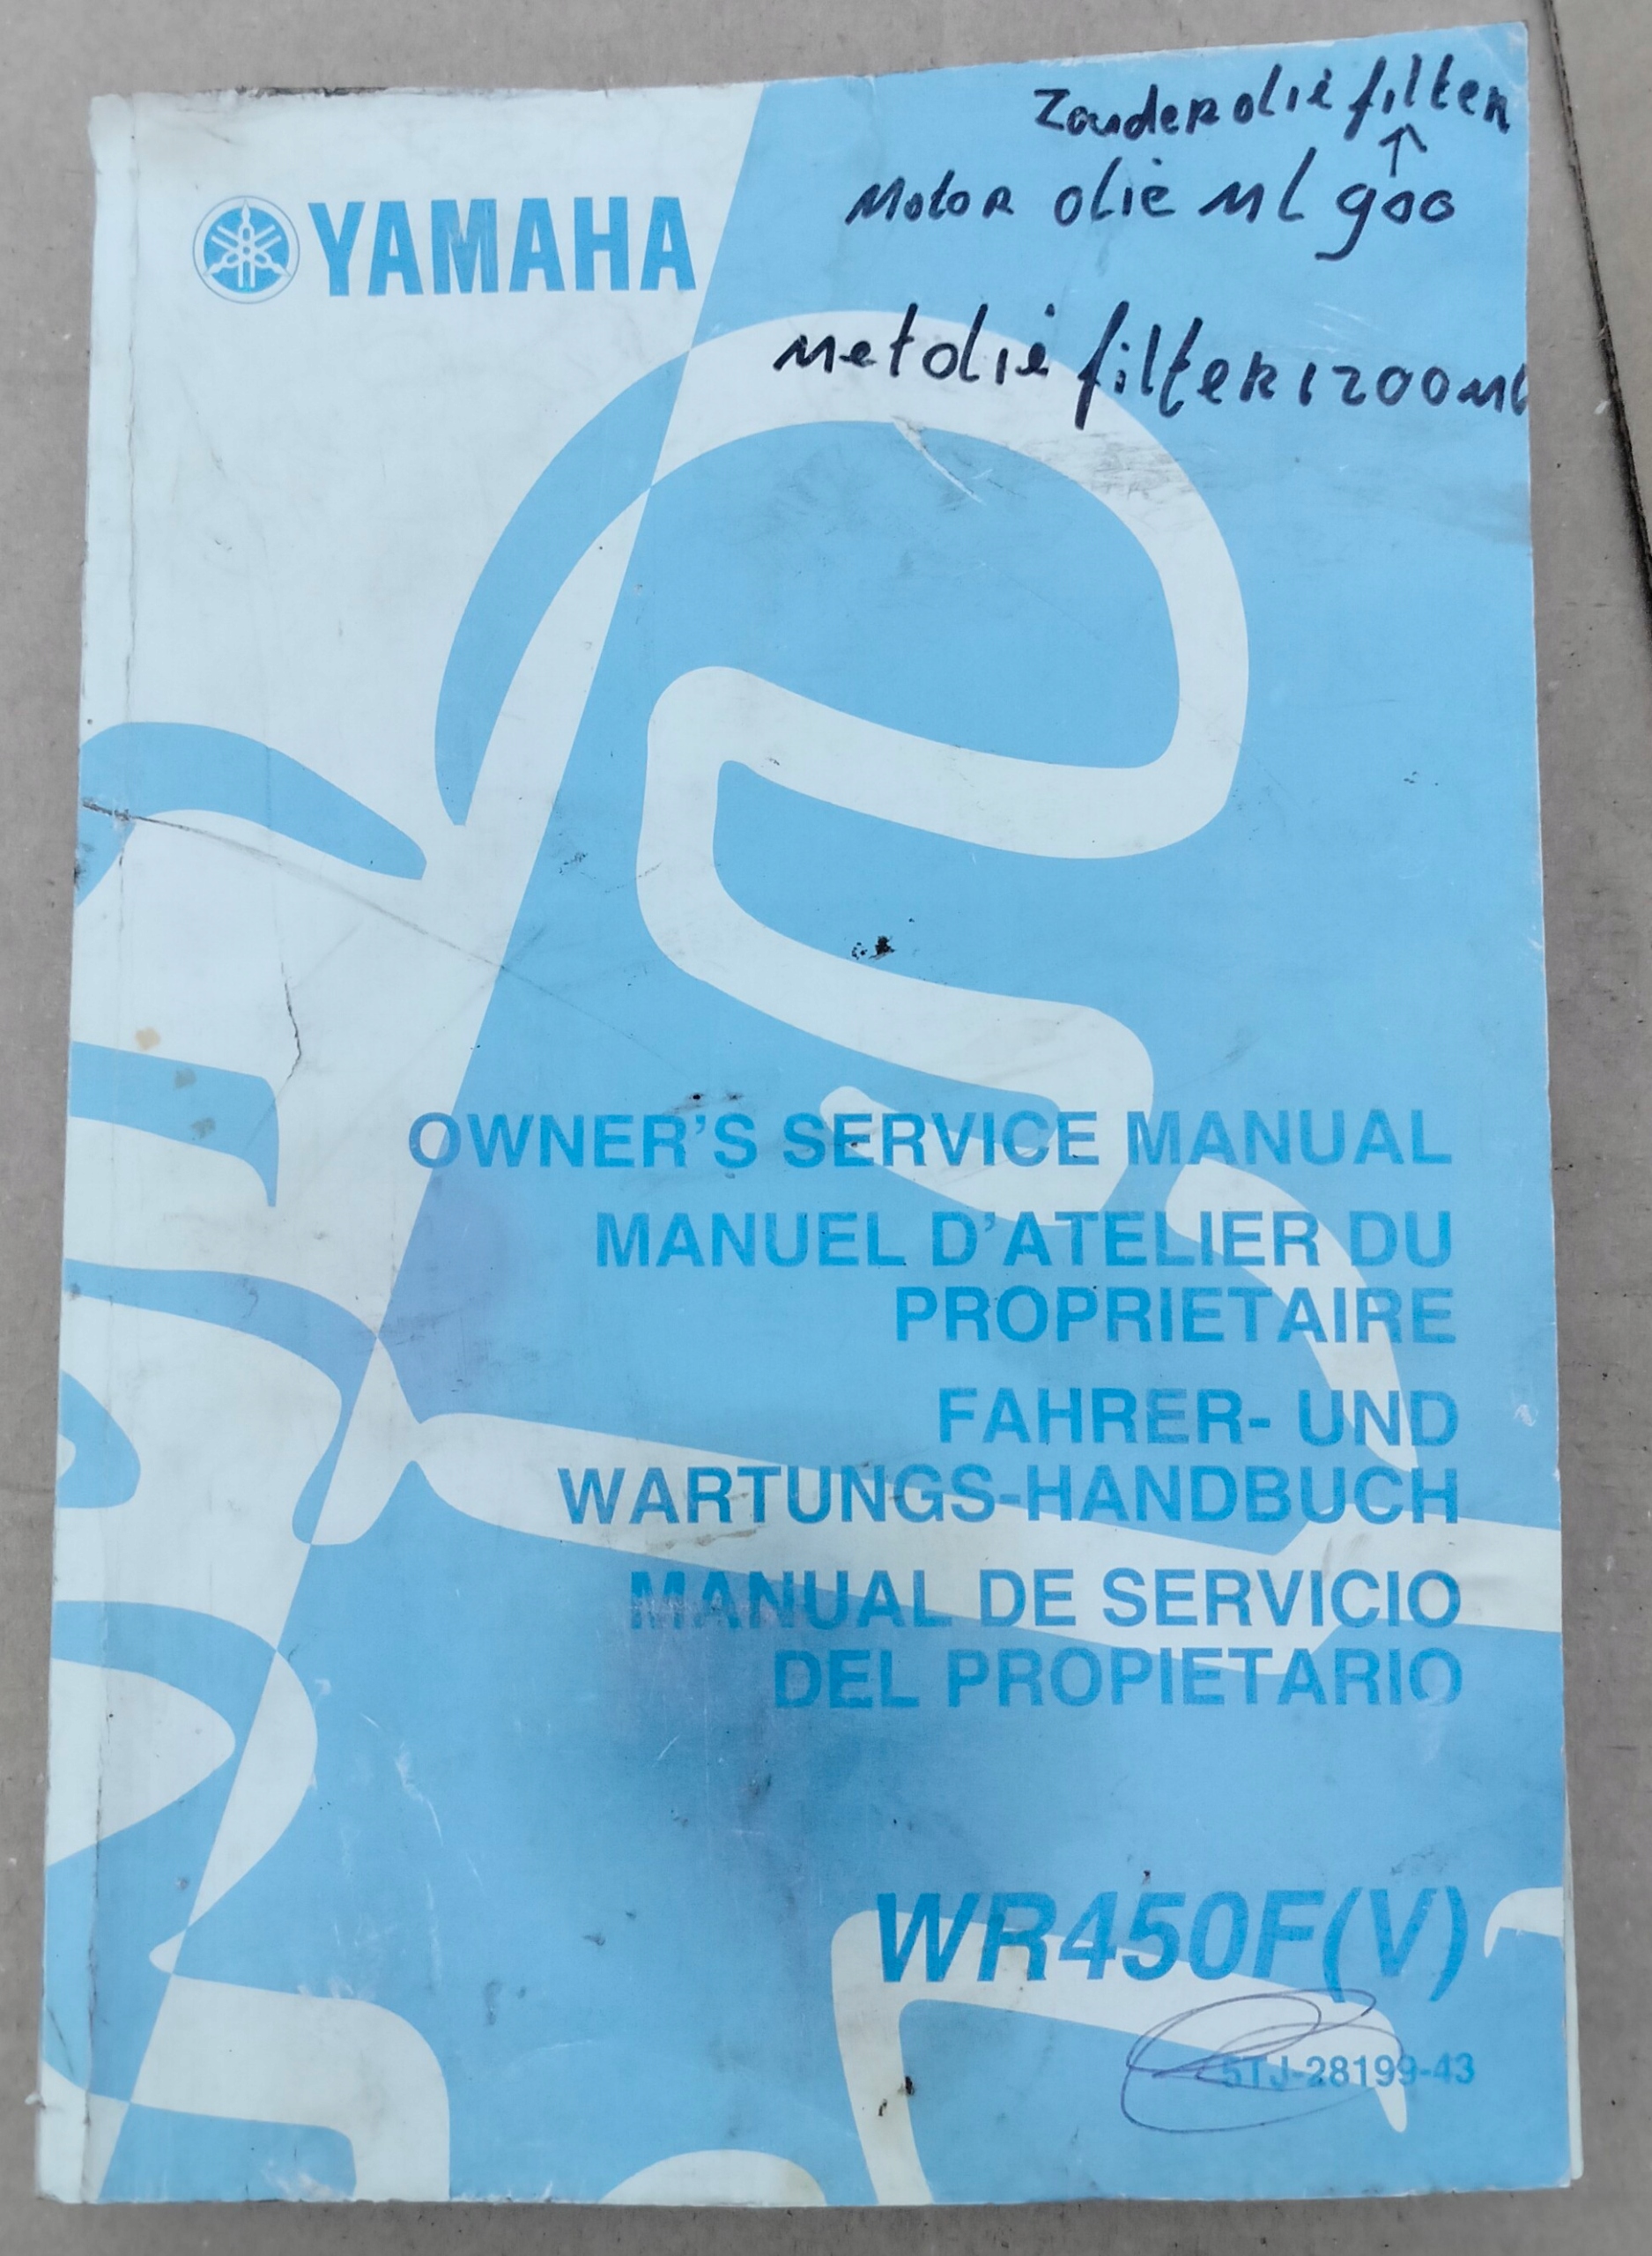 Zonder olie filter
↑
Motor olie ml 900
YAMAHA
met olie filter 1200 ml
OWNER'S SERVICE MANUAL
MANUEL D'ATELIER DU
PROPRIETAIRE
FAHRER- UND
WARTUNGS-HANDBUCH
MANUAL DE SERVICIO
DEL PROPIETARIO
WR450F(V)
5TJ-28199-43